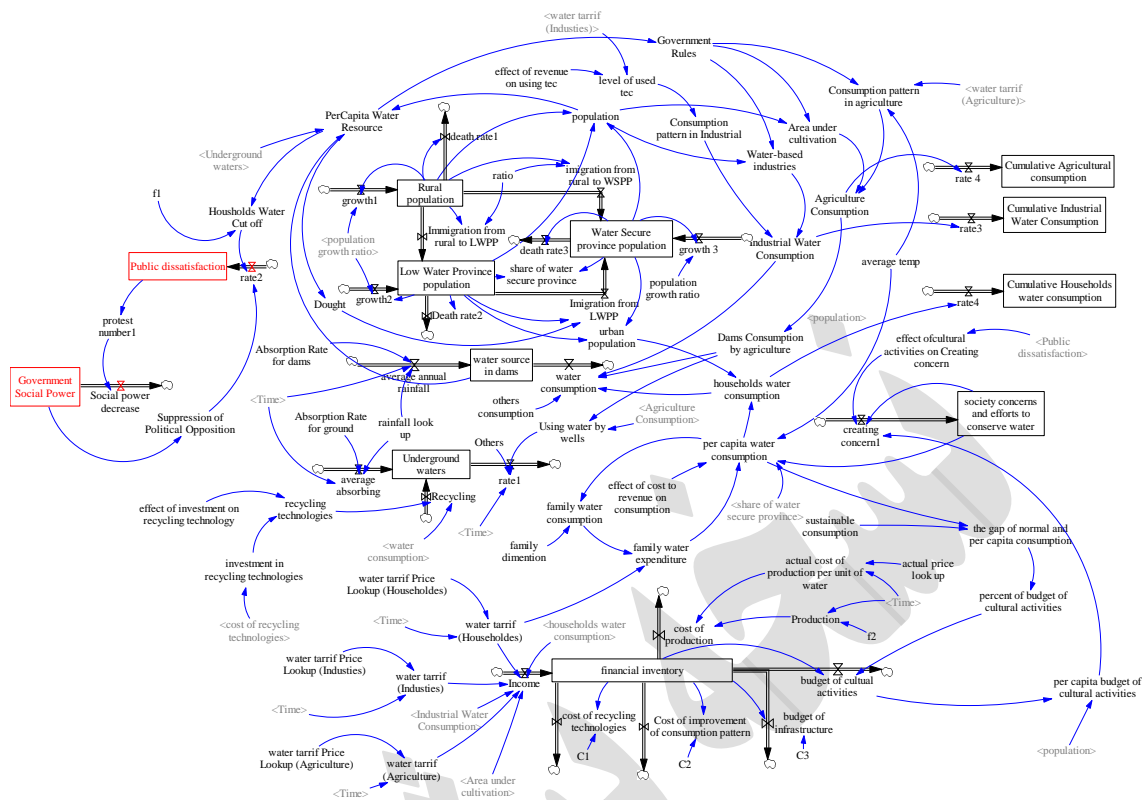 <water tarrif
(Industies)>
Government
Rules
effect of revenue
on using tec
level of used
tec
Consumption pattern
in agriculture
<water tarrif
(Agriculture)>
PerCapita Water
Resource
population
Consumption
pattern in Industrial
Area under
cultivation
death rate1
<Underground
waters>
Water-based
industries
imigration from
rural to WSPP
ratio
Cumulative Agricultural
consumption
rate 4
f1
growth1
Rural
population
Agriculture
Consumption
Housholds Water
Cut off
Immigration from
rural to LWPP
Water Secure
province population
Cumulative Industrial
Water Consumption
rate3
<population
growth ratio>
death rate3
growth 3
industrial Water
Consumption
average temp
Public dissatisfaction
rate2
Low Water Province
population
share of water
secure province
population
growth ratio
Cumulative Households
water consumption
rate4
growth2
Dought
Death rate2
Imigration from
LWPP
urban
population
<population>
protest
number1
Absorption Rate
for dams
Dams Consumption
by agriculture
effect ofcultural
activities on Creating
concern
<Public
dissatisfaction>
average annual
rainfall
water source
in dams
water
consumption
households water
consumption
Government
Social Power
Social power
decrease
<Time>
others
consumption
society concerns
and efforts to
conserve water
Suppression of
Political Opposition
Absorption Rate
for ground
rainfall look
up
Others
Using water by
wells
<Agriculture
Consumption>
creating
concern1
per capita water
consumption
average
absorbing
Underground
waters
rate1
effect of investment on
recycling technology
recycling
technologies
Recycling
effect of cost to
revenue on
consumption
family water
consumption
<share of water
secure province>
sustainable
consumption
the gap of normal and
per capita consumption
<Time>
<water
consumption>
family
dimention
family water
expenditure
investment in
recycling technologies
water tarrif Price
Lookup (Householdes)
actual cost of
production per unit of
water
actual price
look up
percent of budget of
cultural activities
<Time>
<cost of recycling
technologies>
<Time>
water tarrif
(Householdes)
<households water
consumption>
cost of
production
Production
f2
water tarrif Price
Lookup (Industies)
water tarrif
(Industies)
Income
financial inventory
budget of cultual
activities
per capita budget of
cultural activities
<Time>
<Industrial Water
Consumption>
cost of recycling
technologies
Cost of improvement
of consumption pattern
budget of
infrastructure
water tarrif Price
Lookup (Agriculture)
water tarrif
(Agriculture)
C1
C2
C3
<population>
<Time>
<Area under
cultivation>